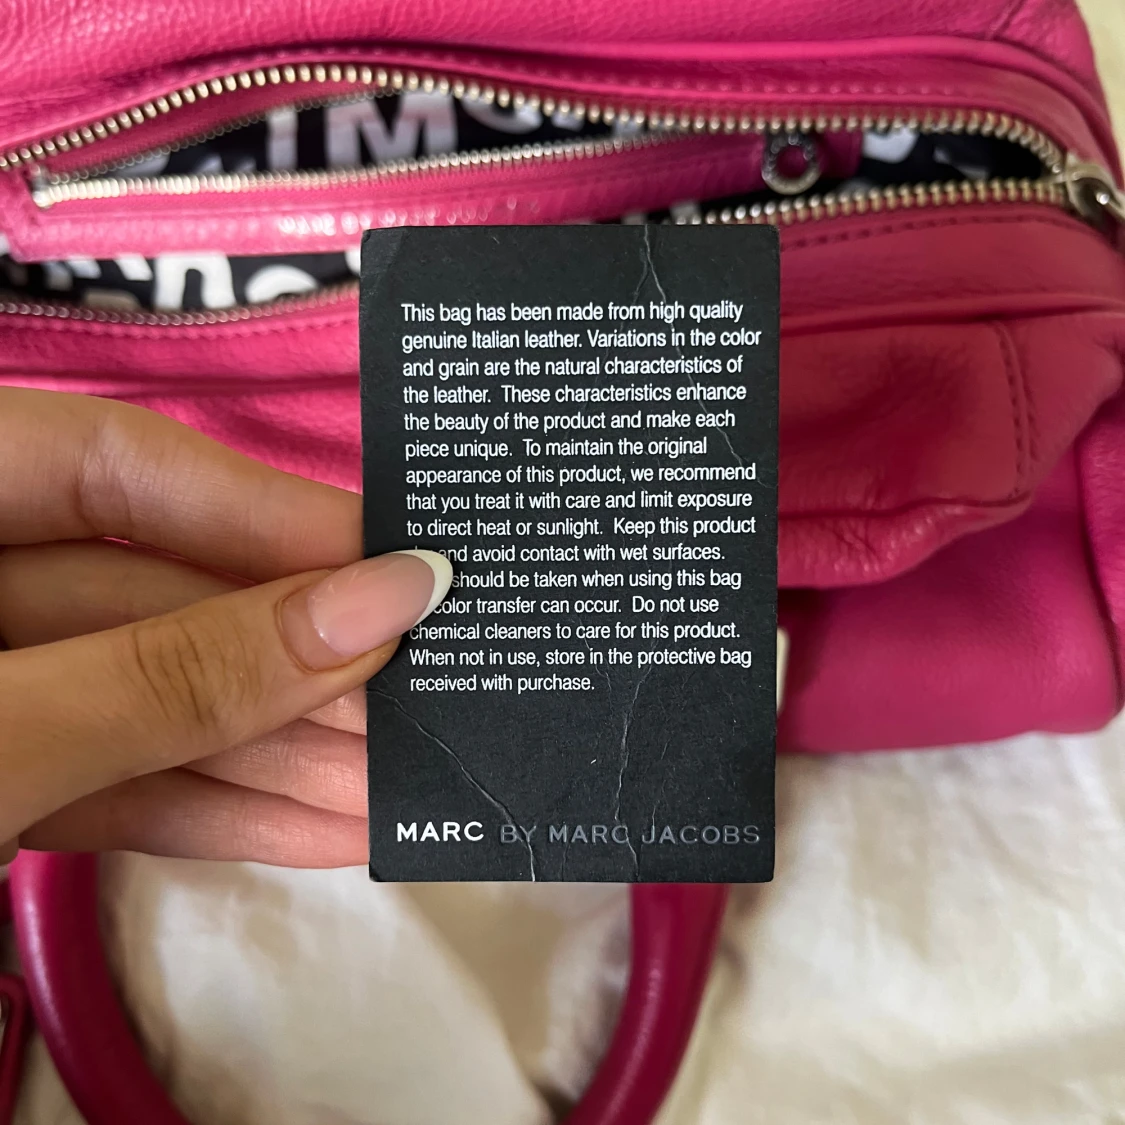 This bag has been made from high quality
genuine Italian leather. Variations in the color
and grain are the natural characteristics of
the leather. These characteristics enhance
the beauty of the product and make each
piece unique. To maintain the original
appearance of this product, we recommend
that you treat it with care and limit exposure
to direct heat or sunlight. Keep this product
and avoid contact with wet surfaces.
should be taken when using this bag
color transfer can occur. Do not use
chemical cleaners to care for this product.
When not in use, store in the protective bag
received with purchase.
MARC BY MARC JACOBS